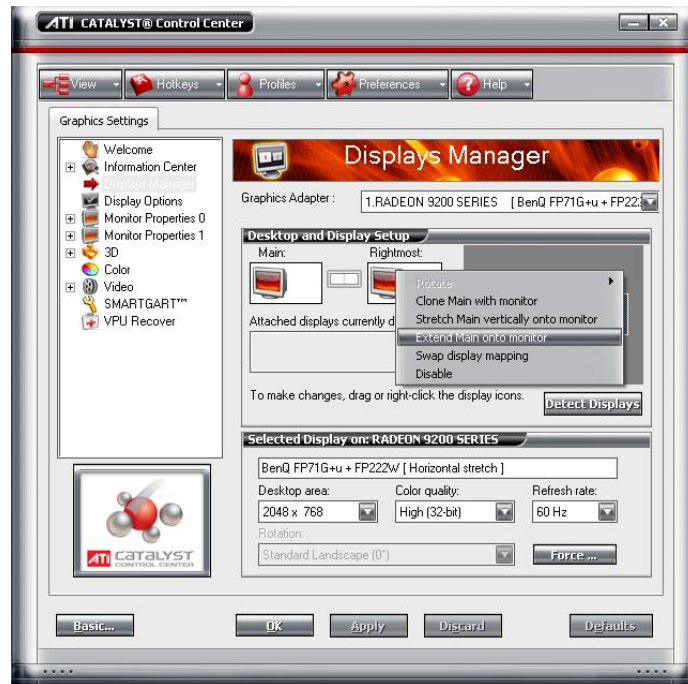 ATI CATALYST® Control Center
View Hotkeys Profiles Preferences Help
Graphics Settings
Welcome
Information Center
Displays Manager
Display Options
Monitor Properties 0
Monitor Properties 1
3D
Color
Video
SMARTGART™
VPU Recover
ATI CATALYST
CONTROL CENTER
Displays Manager
Graphics Adapter : 1.RADEON 9200 SERIES [ BenQ FP71G+u + FP22
Desktop and Display Setup
Main: Rightmost:
Rotate
Clone Main with monitor
Stretch Main vertically onto monitor
Extend Main onto monitor
Swap display mapping
Disable
Attached displays currently d
To make changes, drag or right-click the display icons.
Detect Displays
Selected Display on: RADEON 9200 SERIES
BenQ FP71G+u + FP222W [ Horizontal stretch ]
Desktop area: Color quality: Refresh rate:
2048 x 768 High (32-bit) 60 Hz
Rotation:
Standard Landscape (0°) Force ...
Basic... OK Apply Discard Defaults